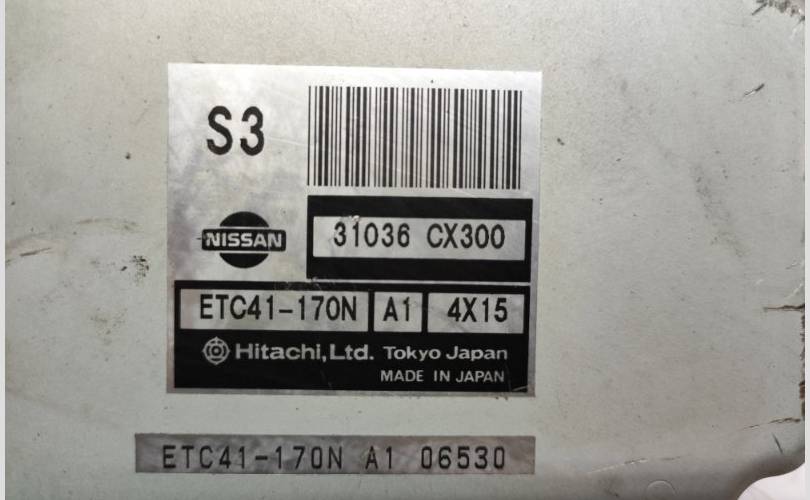 S3
NISSAN
31036 CX300
ETC41-170N A1 4X15
Hitachi, Ltd. Tokyo Japan
MADE IN JAPAN
ETC41-170N A1 06530